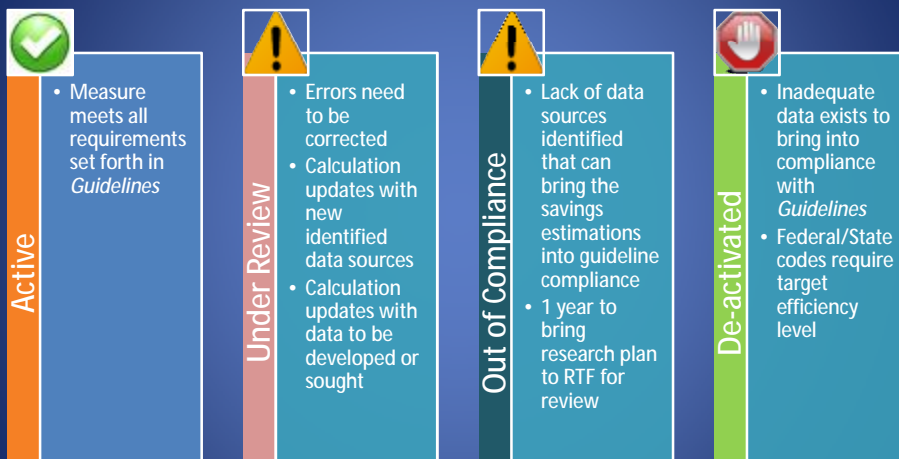 Active
• Measure
meets all
requirements
set forth in
Guidelines
Under Review
• Errors need
to be
corrected
• Calculation
updates with
new
identified
data sources
• Calculation
updates with
data to be
developed or
sought
Out of Compliance
• Lack of data
sources
identified
that can
bring the
savings
estimations
into guideline
compliance
• 1 year to
bring
research plan
to RTF for
review
De-activated
• Inadequate
data exists to
bring into
compliance
with
Guidelines
• Federal/State
codes require
target
efficiency
level